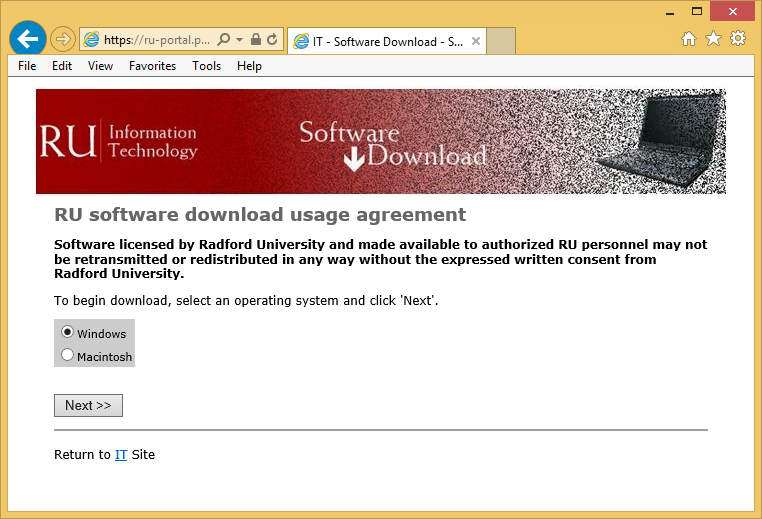 https://ru-portal.p...
IT - Software Download - S...
File Edit View Favorites Tools Help
RU Information
Technology
Software
Download
RU software download usage agreement
Software licensed by Radford University and made available to authorized RU personnel may not
be retransmitted or redistributed in any way without the expressed written consent from
Radford University.
To begin download, select an operating system and click 'Next'.
Windows
Macintosh
Next >>
Return to IT Site